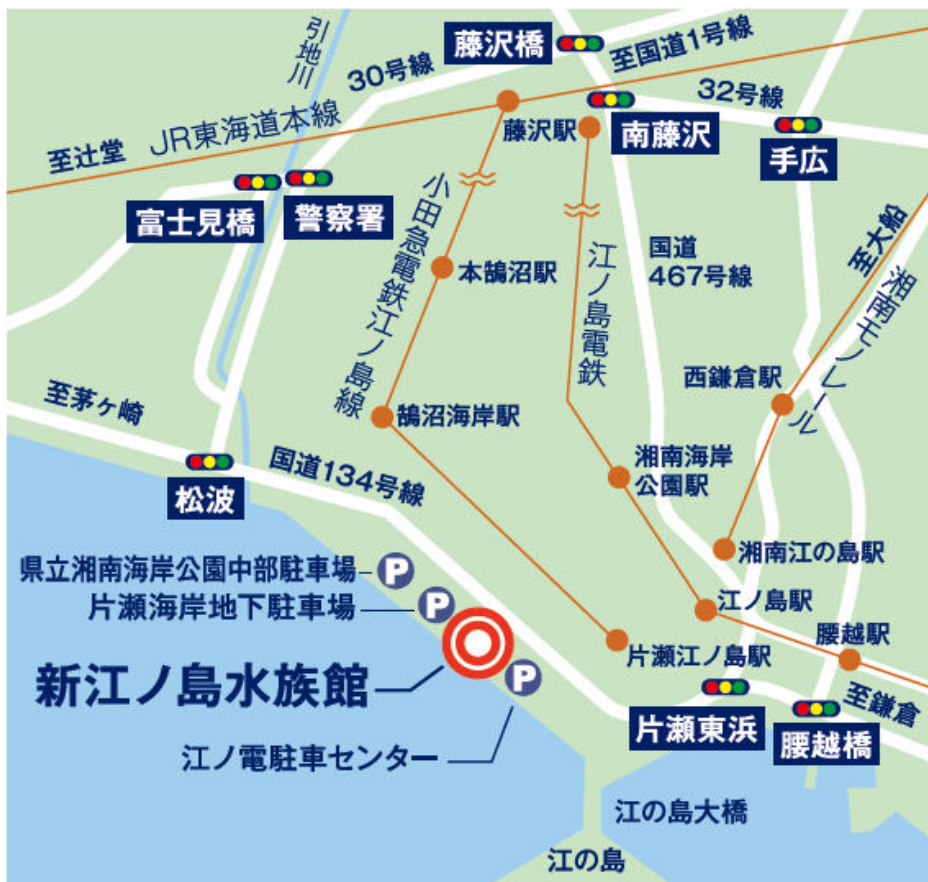 引地川
藤沢橋
至国道1号線
30号線
32号線
至辻堂
JR東海道本線
藤沢駅
南藤沢
手広
富士見橋
警察署
小田急電鉄江ノ島線
本鵠沼駅
江ノ島電鉄
国道
467号線
至大船
湘南モノレール
西鎌倉駅
至茅ヶ崎
鵠沼海岸駅
湘南海岸
公園駅
国道134号線
松波
湘南江の島駅
県立湘南海岸公園中部駐車場
P
片瀬海岸地下駐車場
P
江ノ島駅
腰越駅
片瀬江ノ島駅
新江ノ島水族館
P
至鎌倉
片瀬東浜
腰越橋
江ノ電駐車センター
江の島大橋
江の島